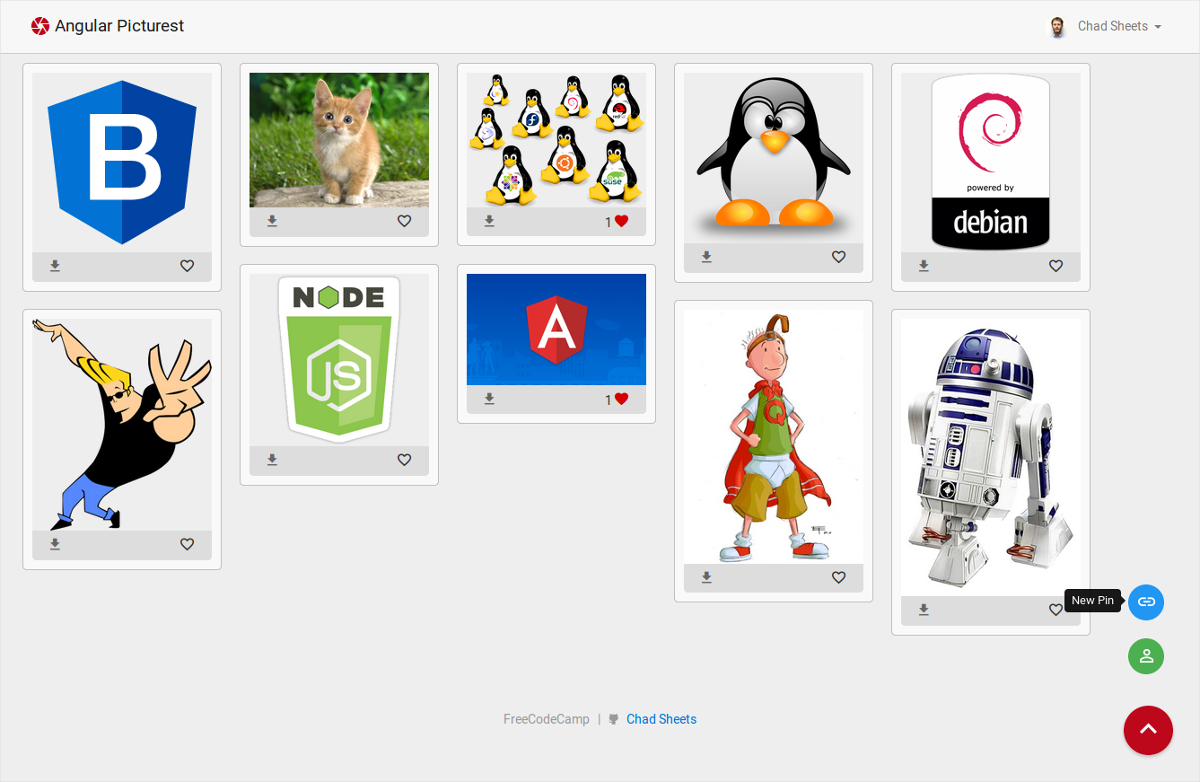 Angular Picturest
Chad Sheets
B
1
powered by
debian
NODE
JS
A
1
Q
New Pin
FreeCodeCamp | Chad Sheets